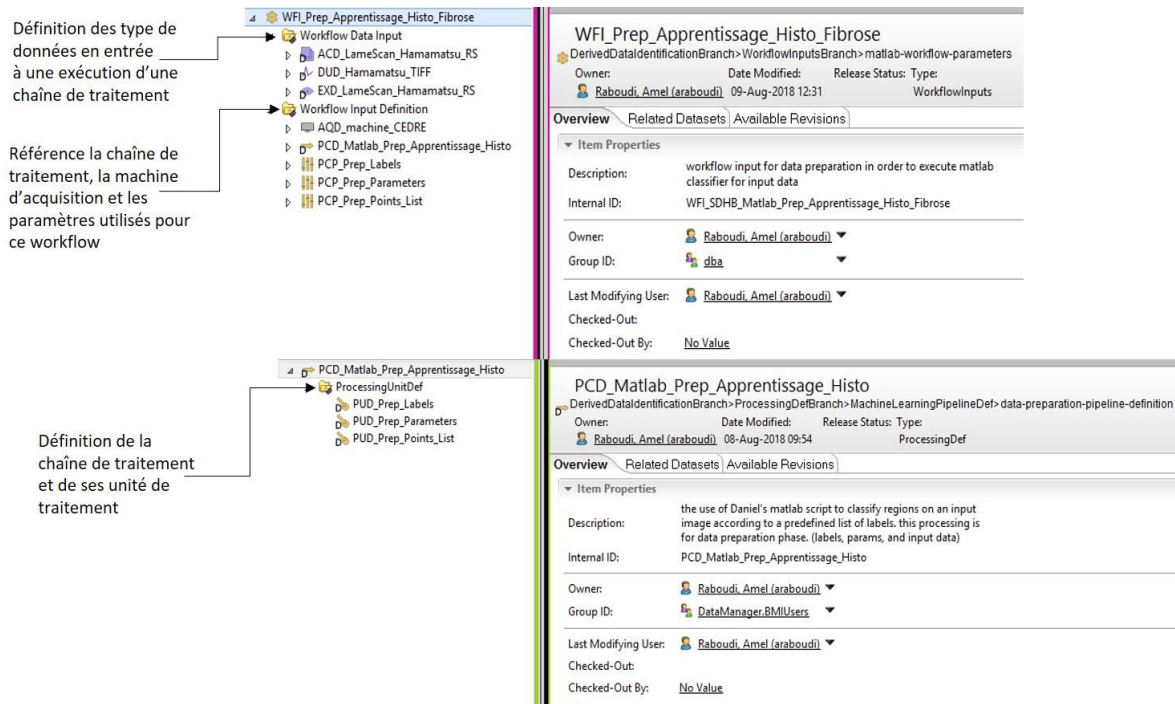 Définition des type de
données en entrée
à une exécution d'une
chaîne de traitement
Référence la chaîne de
traitement, la machine
d'acquisition et les
paramètres utilisés pour
ce workflow
WFI_Prep_Apprentissage_Histo_Fibrose
Workflow Data Input
ACD_LameScan_Hamamatsu_RS
DUD_Hamamatsu_TIFF
EXD_LameScan_Hamamatsu_RS
Workflow Input Definition
AQD_machine_CEDRE
PCD_Matlab_Prep_Apprentissage_Histo
PCP_Prep_Labels
PCP_Prep_Parameters
PCP_Prep_Points_List
WFI_Prep_Apprentissage_Histo_Fibrose
DerivedDataIdentificationBranch>WorkflowInputsBranch>matlab-workflow-parameters
Owner: Date Modified: Release Status: Type:
Raboudi, Amel (araboudi) 09-Aug-2018 12:31 WorkflowInputs
Overview Related Datasets Available Revisions
Item Properties
Description: workflow input for data preparation in order to execute matlab
classifier for input data
Internal ID: WFI_SDHB_Matlab_Prep_Apprentissage_Histo_Fibrose
Owner: Raboudi, Amel (araboudi)
Group ID: dba
Last Modifying User: Raboudi, Amel (araboudi)
Checked-Out:
Checked-Out By: No Value
Définition de la
chaîne de traitement
et de ses unité de
traitement
PCD_Matlab_Prep_Apprentissage_Histo
ProcessingUnitDef
PUD_Prep_Labels
PUD_Prep_Parameters
PUD_Prep_Points_List
PCD_Matlab_Prep_Apprentissage_Histo
DerivedDataIdentificationBranch>ProcessingDefBranch>MachineLearningPipelineDef>data-preparation-pipeline-definition
Owner: Date Modified: Release Status: Type:
Raboudi, Amel (araboudi) 08-Aug-2018 09:54 ProcessingDef
Overview Related Datasets Available Revisions
Item Properties
Description: the use of Daniel's matlab script to classify regions on an input
image according to a predefined list of labels. this processing is
for data preparation phase. (labels, params, and input data)
Internal ID: PCD_Matlab_Prep_Apprentissage_Histo
Owner: Raboudi, Amel (araboudi)
Group ID: DataManager.BMIUsers
Last Modifying User: Raboudi, Amel (araboudi)
Checked-Out:
Checked-Out By: No Value